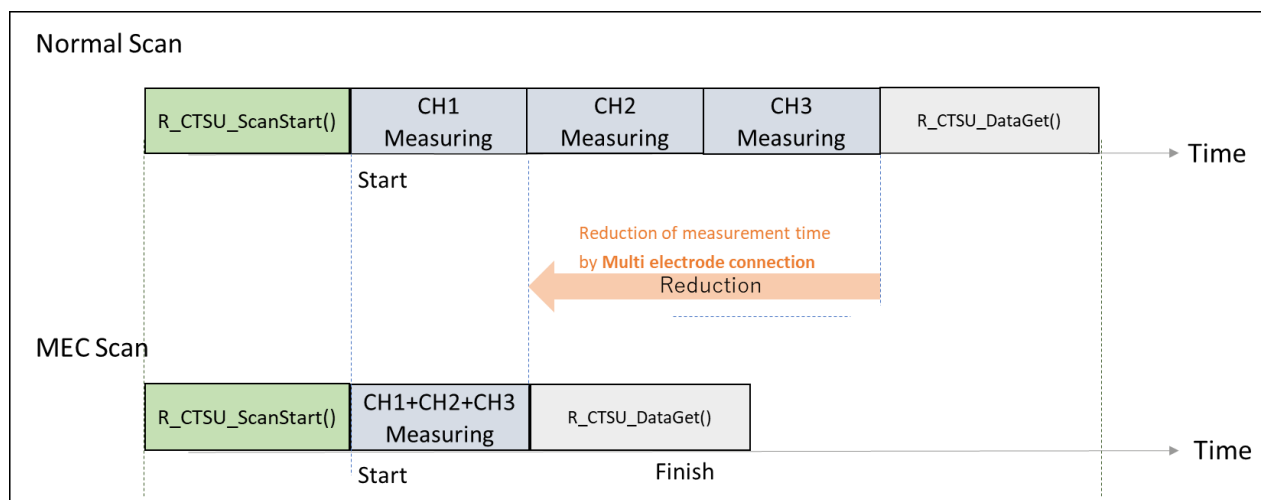 Normal Scan
R_CTSU_ScanStart()
CH1
Measuring
CH2
Measuring
CH3
Measuring
R_CTSU_DataGet()
Time
Start
Reduction of measurement time
by Multi electrode connection
Reduction
MEC Scan
R_CTSU_ScanStart()
CH1+CH2+CH3
Measuring
R_CTSU_DataGet()
Time
Start
Finish